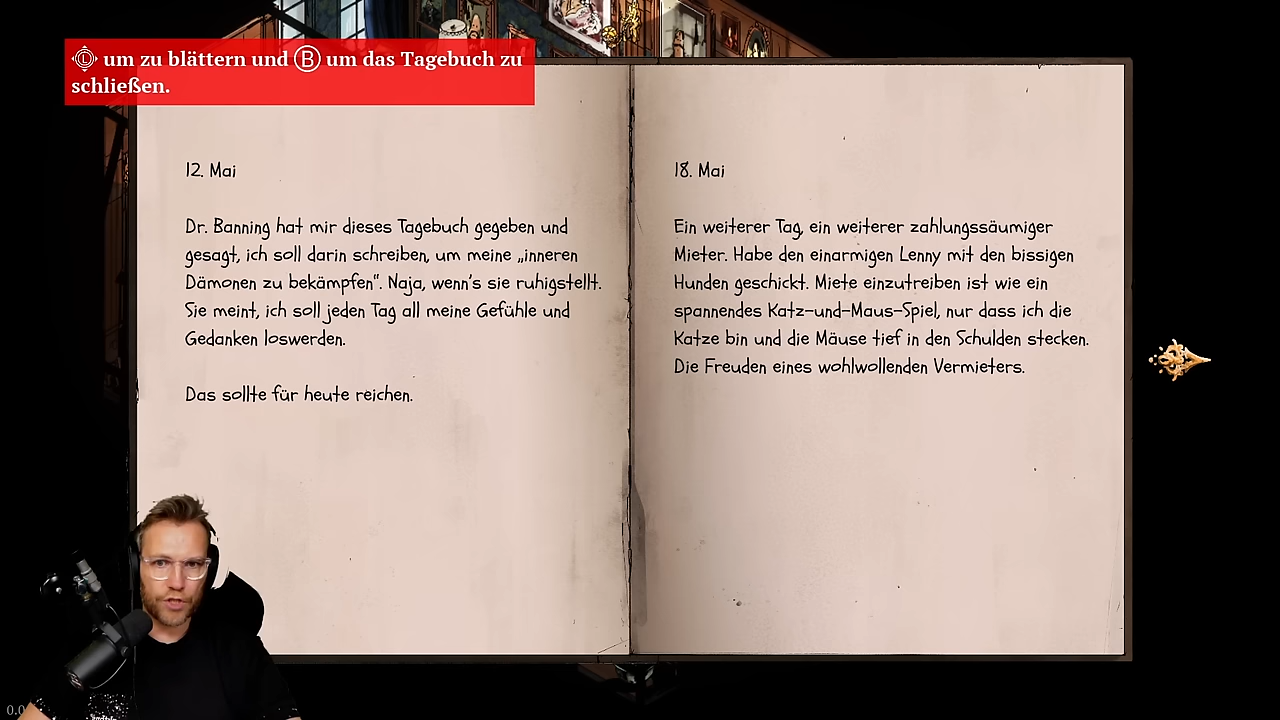 Ⓛ um zu blättern und Ⓑ um das Tagebuch zu
schließen.
12. Mai
Dr. Banning hat mir dieses Tagebuch gegeben und
gesagt, ich soll darin schreiben, um meine „inneren
Dämonen zu bekämpfen“. Naja, wenn's sie ruhigstellt.
Sie meint, ich soll jeden Tag all meine Gefühle und
Gedanken loswerden.
Das sollte für heute reichen.
18. Mai
Ein weiterer Tag, ein weiterer zahlungssäumiger
Mieter. Habe den einarmigen Lenny mit den bissigen
Hunden geschickt. Miete einzutreiben ist wie ein
spannendes Katz-und-Maus-Spiel, nur dass ich die
Katze bin und die Mäuse tief in den Schulden stecken.
Die Freuden eines wohlwollenden Vermieters.